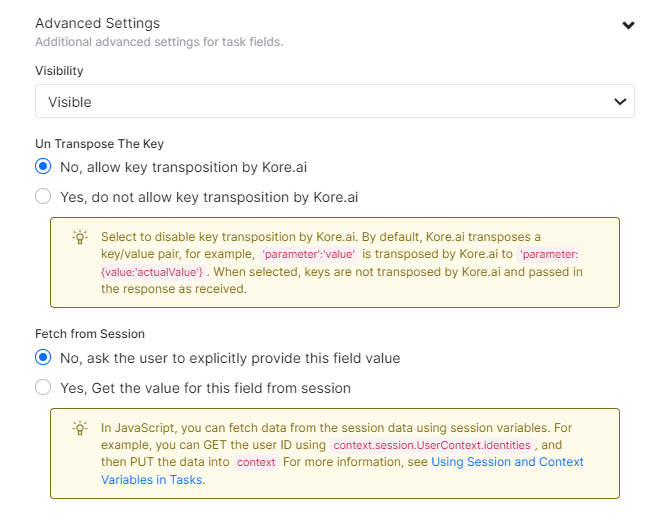 Advanced Settings
Additional advanced settings for task fields.
Visibility
Visible
Un Transpose The Key
No, allow key transposition by Kore.ai
Yes, do not allow key transposition by Kore.ai
Select to disable key transposition by Kore.ai. By default, Kore.ai transposes a
key/value pair, for example, 'parameter':'value' is transposed by Kore.ai to 'parameter:
{value:'actualValue'} . When selected, keys are not transposed by Kore.ai and passed in
the response as received.
Fetch from Session
No, ask the user to explicitly provide this field value
Yes, Get the value for this field from session
In JavaScript, you can fetch data from the session data using session variables. For
example, you can GET the user ID using context.session.UserContext.identities , and
then PUT the data into context For more information, see Using Session and Context
Variables in Tasks.